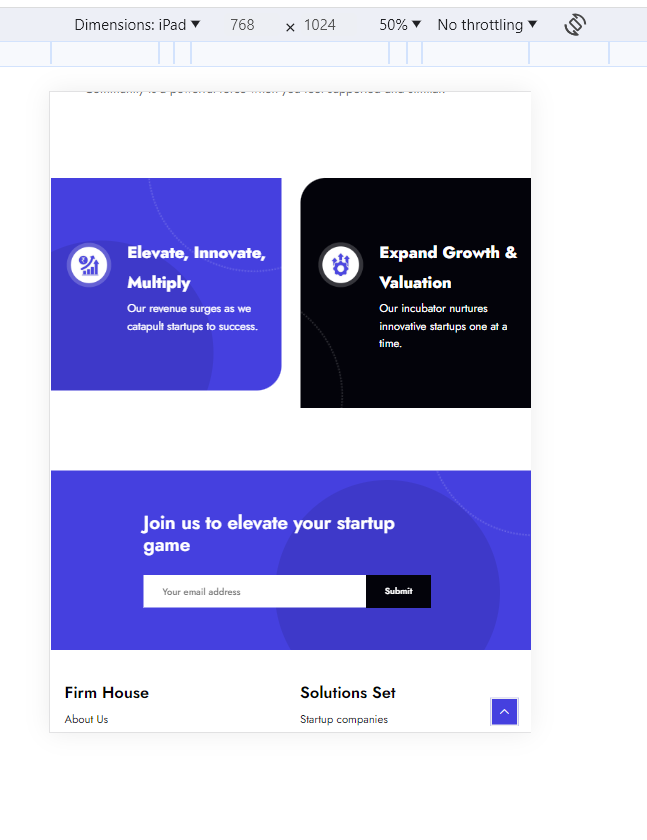 Dimensions: iPad 768 × 1024 50% No throttling
Community is a powerful force when you feel supported and similar.
Elevate, Innovate,
Multiply
Our revenue surges as we
catapult startups to success.
Expand Growth &
Valuation
Our incubator nurtures
innovative startups one at a
time.
Join us to elevate your startup
game
Your email address
Submit
Firm House
Solutions Set
About Us
Startup companies